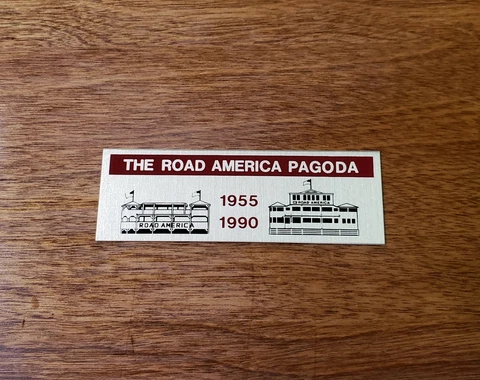 THE ROAD AMERICA PAGODA
1955
1990
ROAD AMERICA
ROAD AMERICA